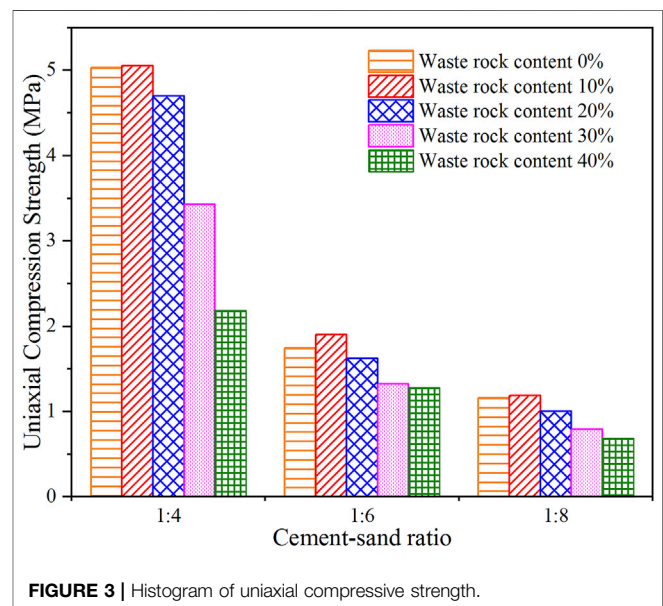 Waste rock content 0%
Waste rock content 10%
Waste rock content 20%
Waste rock content 30%
Waste rock content 40%
Uniaxial Compression Strength (MPa)
5
4
3
2
1
0
1:4 1:6 1:8
Cement-sand ratio
FIGURE 3 | Histogram of uniaxial compressive strength.